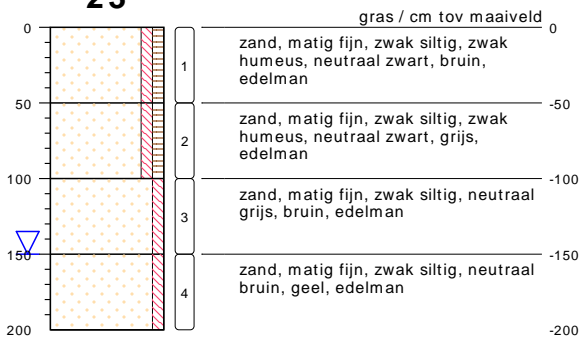 gras / cm tov maaiveld
0
0
1
zand, matig fijn, zwak siltig, zwak
humeus, neutraal zwart, bruin,
edelman
50
-50
2
zand, matig fijn, zwak siltig, zwak
humeus, neutraal zwart, grijs,
edelman
100
-100
3
zand, matig fijn, zwak siltig, neutraal
grijs, bruin, edelman
150
-150
4
zand, matig fijn, zwak siltig, neutraal
bruin, geel, edelman
200
-200